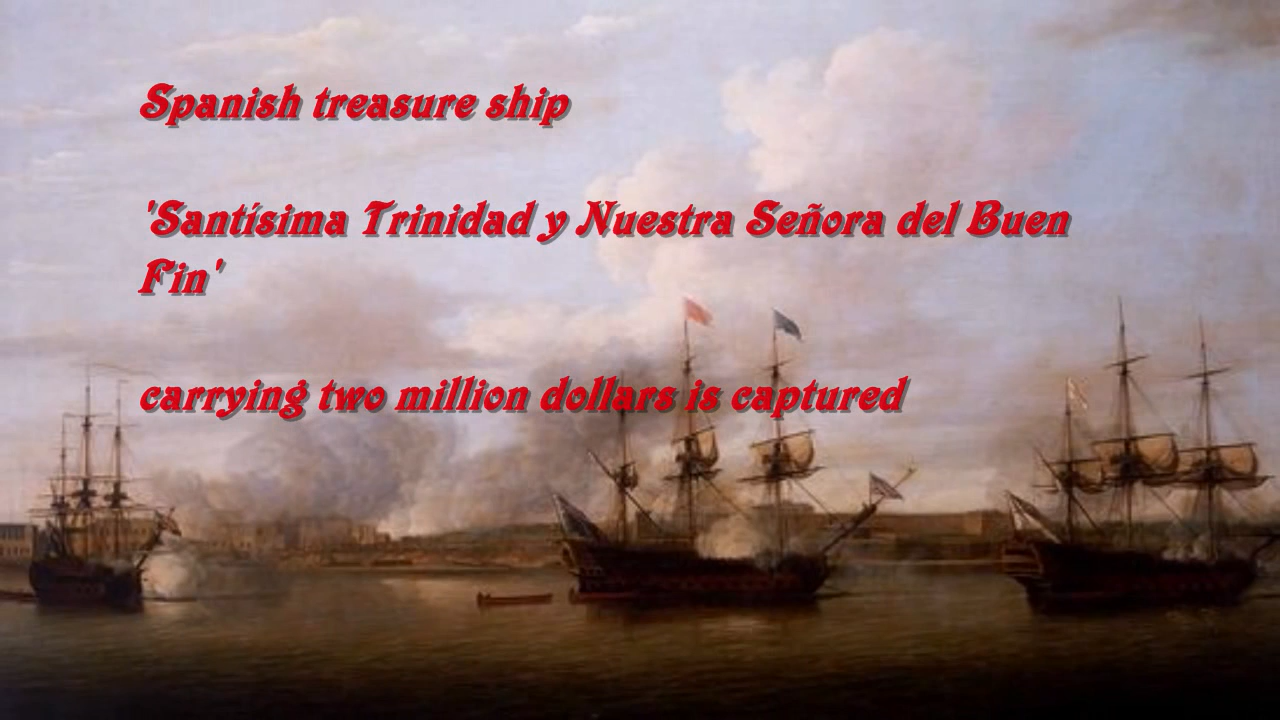 Spanish treasure ship
'Santísima Trinidad y Nuestra Señora del Buen
Fin'
carrying two million dollars is captured